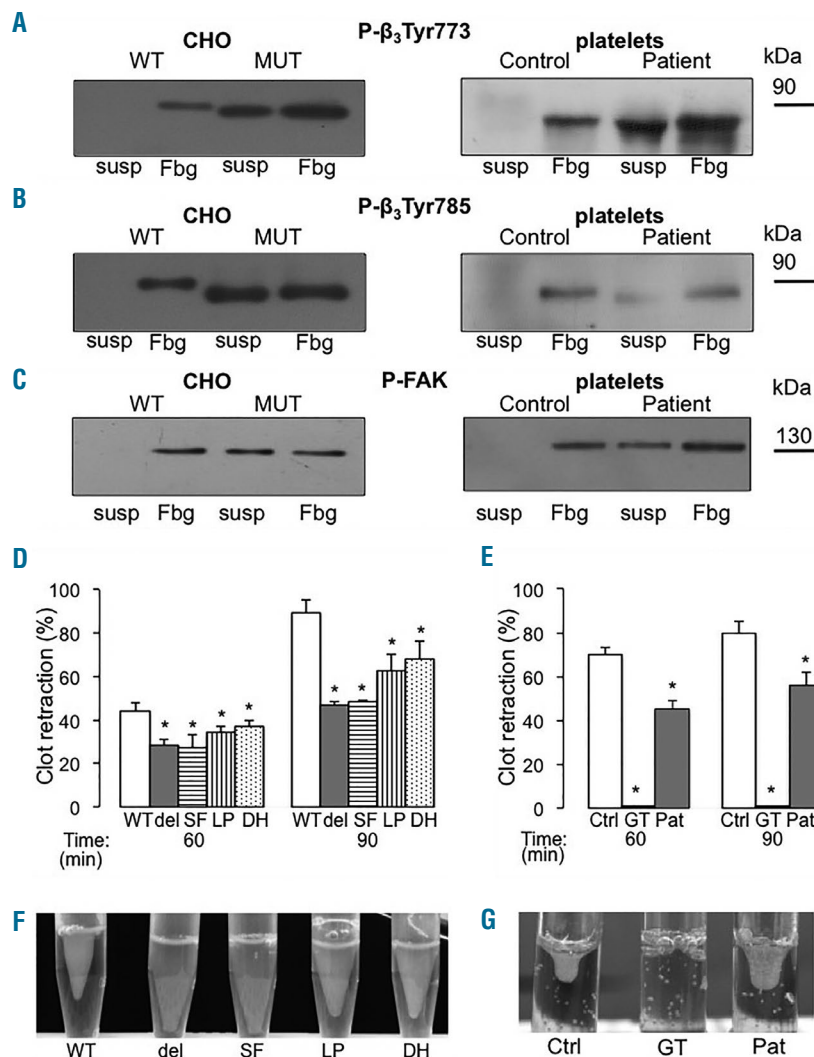 A
P-β₃Tyr773
CHO platelets
WT MUT Control Patient kDa
90
susp Fbg susp Fbg susp Fbg susp Fbg
B
P-β₃Tyr785
CHO platelets
WT MUT Control Patient kDa
90
susp Fbg susp Fbg susp Fbg susp Fbg
C
CHO P-FAK platelets
WT MUT Control Patient kDa
130
susp Fbg susp Fbg susp Fbg susp Fbg
D
Clot retraction (%)
100
80
60
40
20
0
* * * * * * * *
WT del SF LP DH WT del SF LP DH
Time: 60 90
(min)
E
Clot retraction (%)
100
80
60
40
20
0
* * * *
Ctrl GT Pat Ctrl GT Pat
Time: 60 90
(min)
F
WT del SF LP DH
G
Ctrl GT Pat